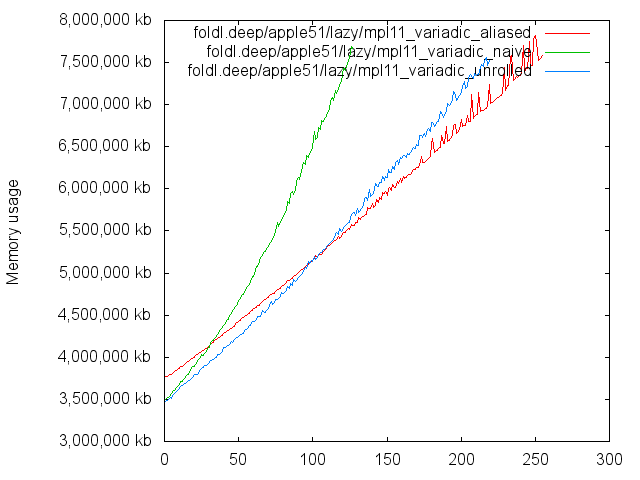 8,000,000 kb
7,500,000 kb
7,000,000 kb
6,500,000 kb
6,000,000 kb
5,500,000 kb
5,000,000 kb
4,500,000 kb
4,000,000 kb
3,500,000 kb
3,000,000 kb
Memory usage
foldl.deep/apple51/lazy/mpl11_variadic_aliased
foldl.deep/apple51/lazy/mpl11_variadic_naive
foldl.deep/apple51/lazy/mpl11_variadic_unrolled
0 50 100 150 200 250 300